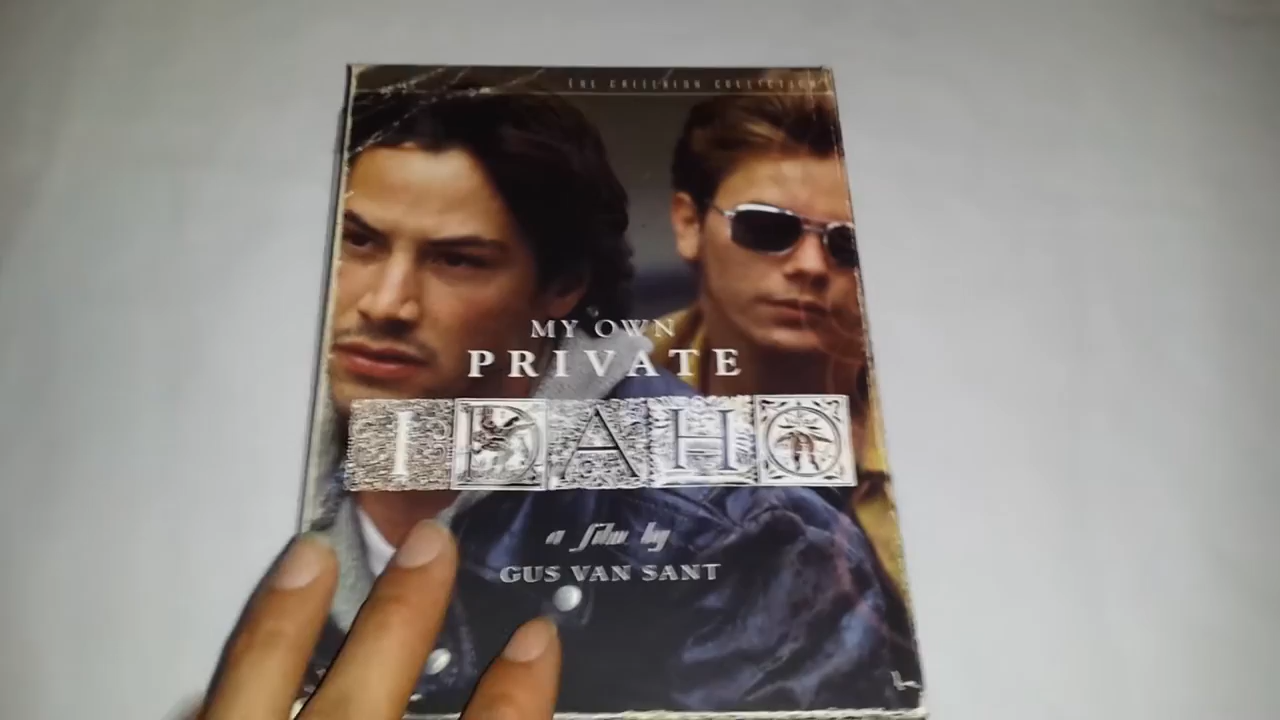 THE CRITERION COLLECTION
MY OWN
PRIVATE
IDAHO
a film by
GUS VAN SANT